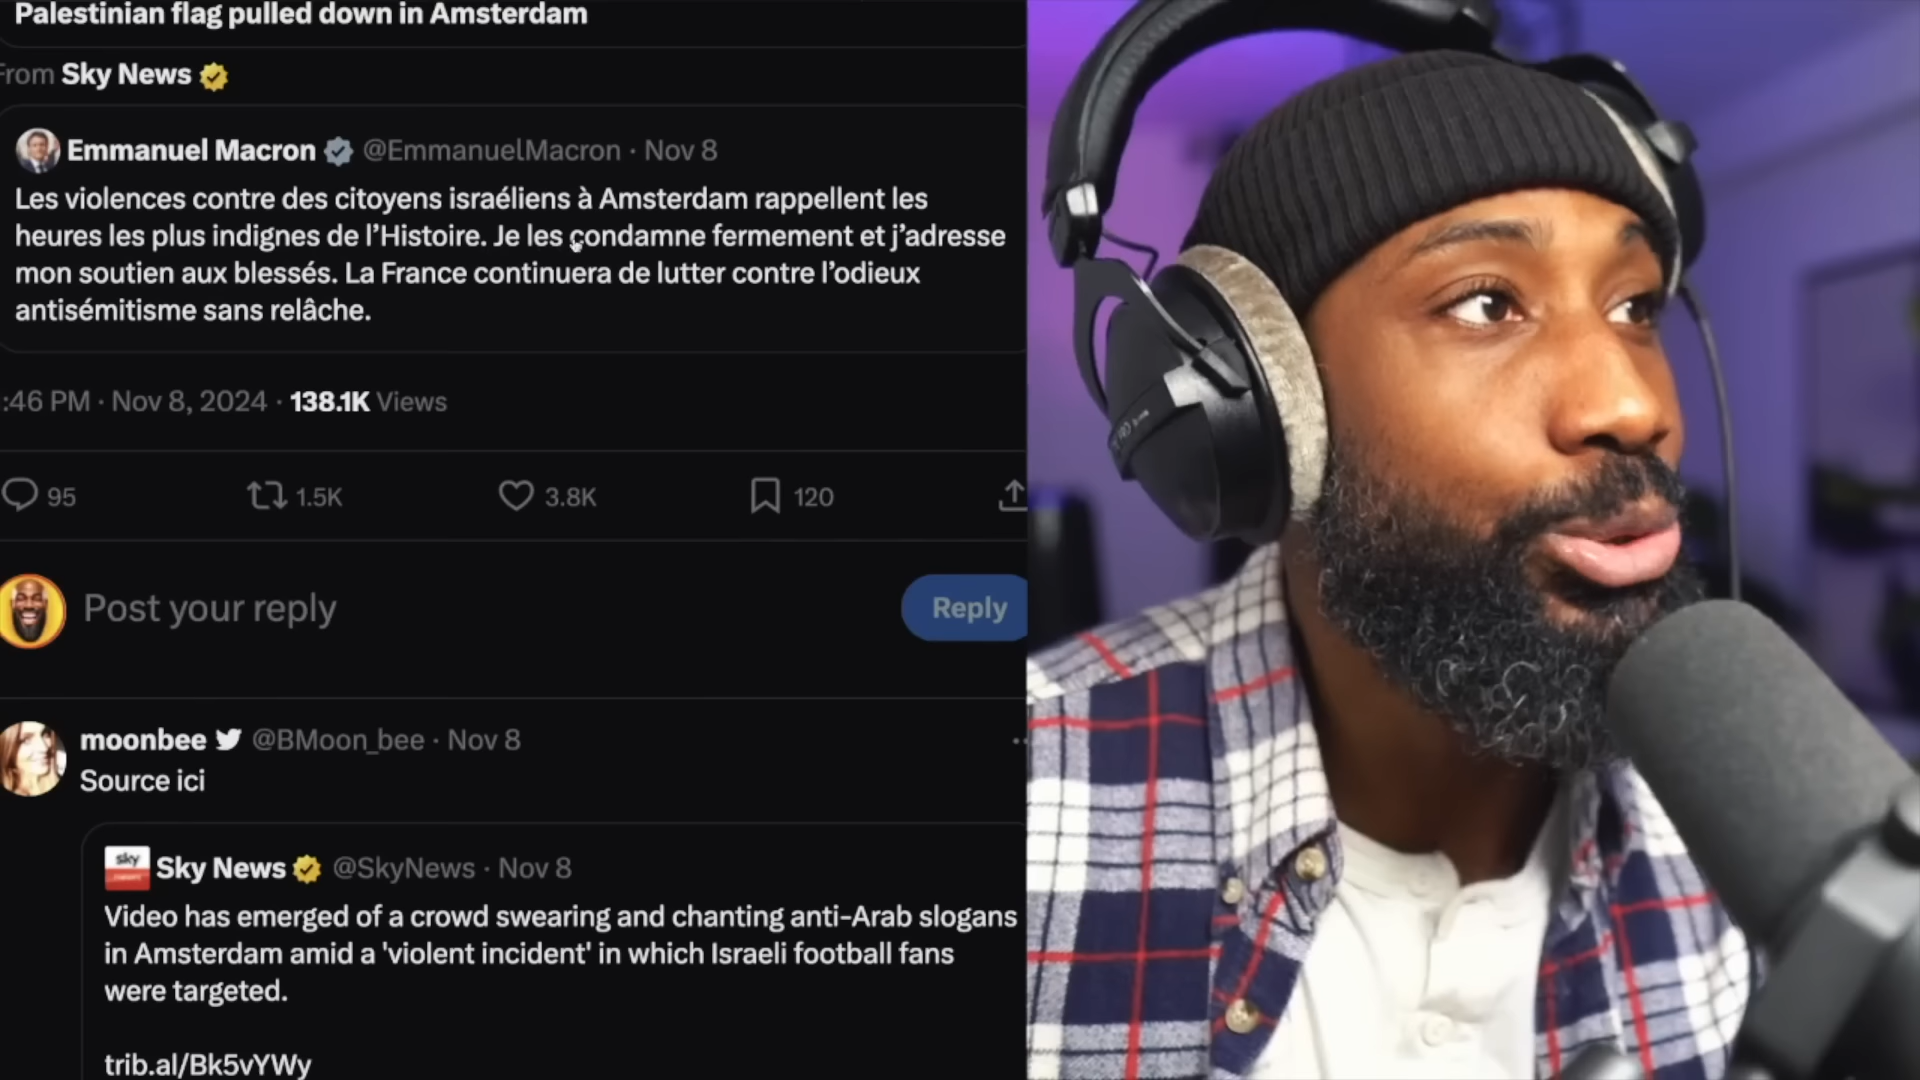 Palestinian flag pulled down in Amsterdam
From Sky News
Emmanuel Macron @EmmanuelMacron · Nov 8
Les violences contre des citoyens israéliens à Amsterdam rappellent les
heures les plus indignes de l’Histoire. Je les condamne fermement et j’adresse
mon soutien aux blessés. La France continuera de lutter contre l’odieux
antisémitisme sans relâche.
:46 PM · Nov 8, 2024 · 138.1K Views
95 1.5K 3.8K 120
Post your reply
Reply
moonbee @BMoon_bee · Nov 8
Source ici
sky
Sky News @SkyNews · Nov 8
Video has emerged of a crowd swearing and chanting anti-Arab slogans
in Amsterdam amid a 'violent incident' in which Israeli football fans
were targeted.
trib.al/Bk5vYWy